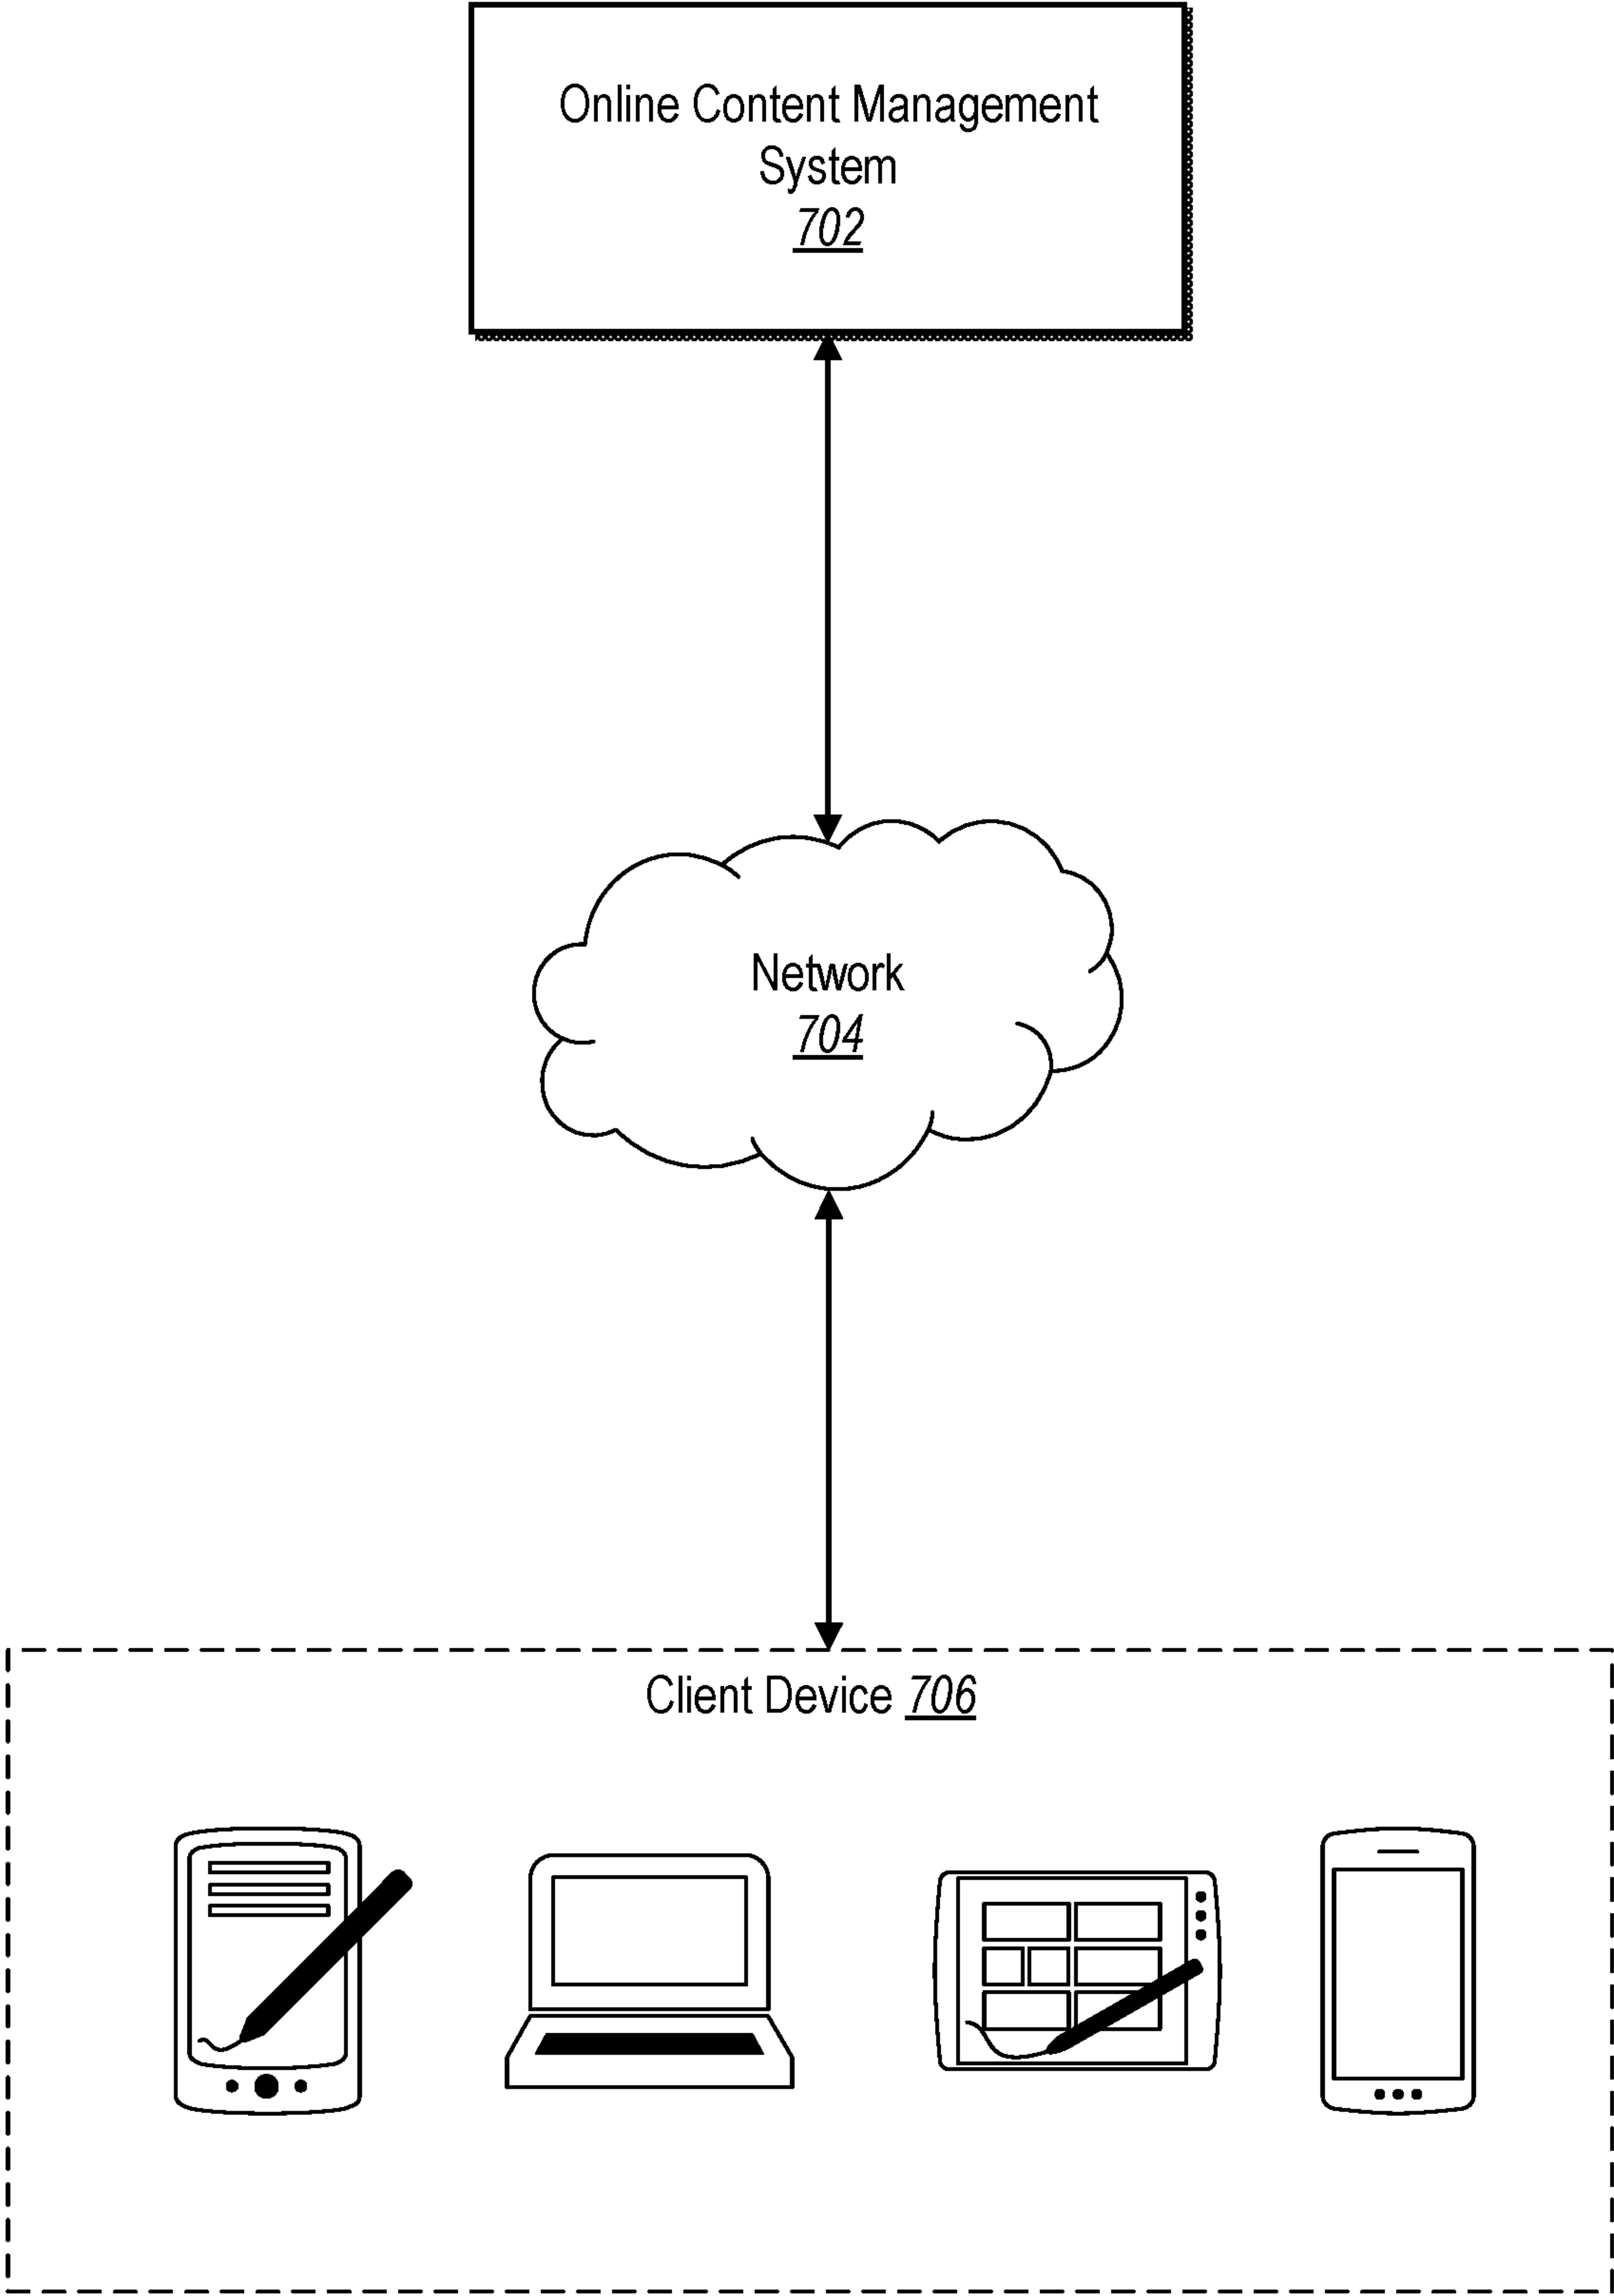 Online Content Management
System
702
Network
704
Client Device 706